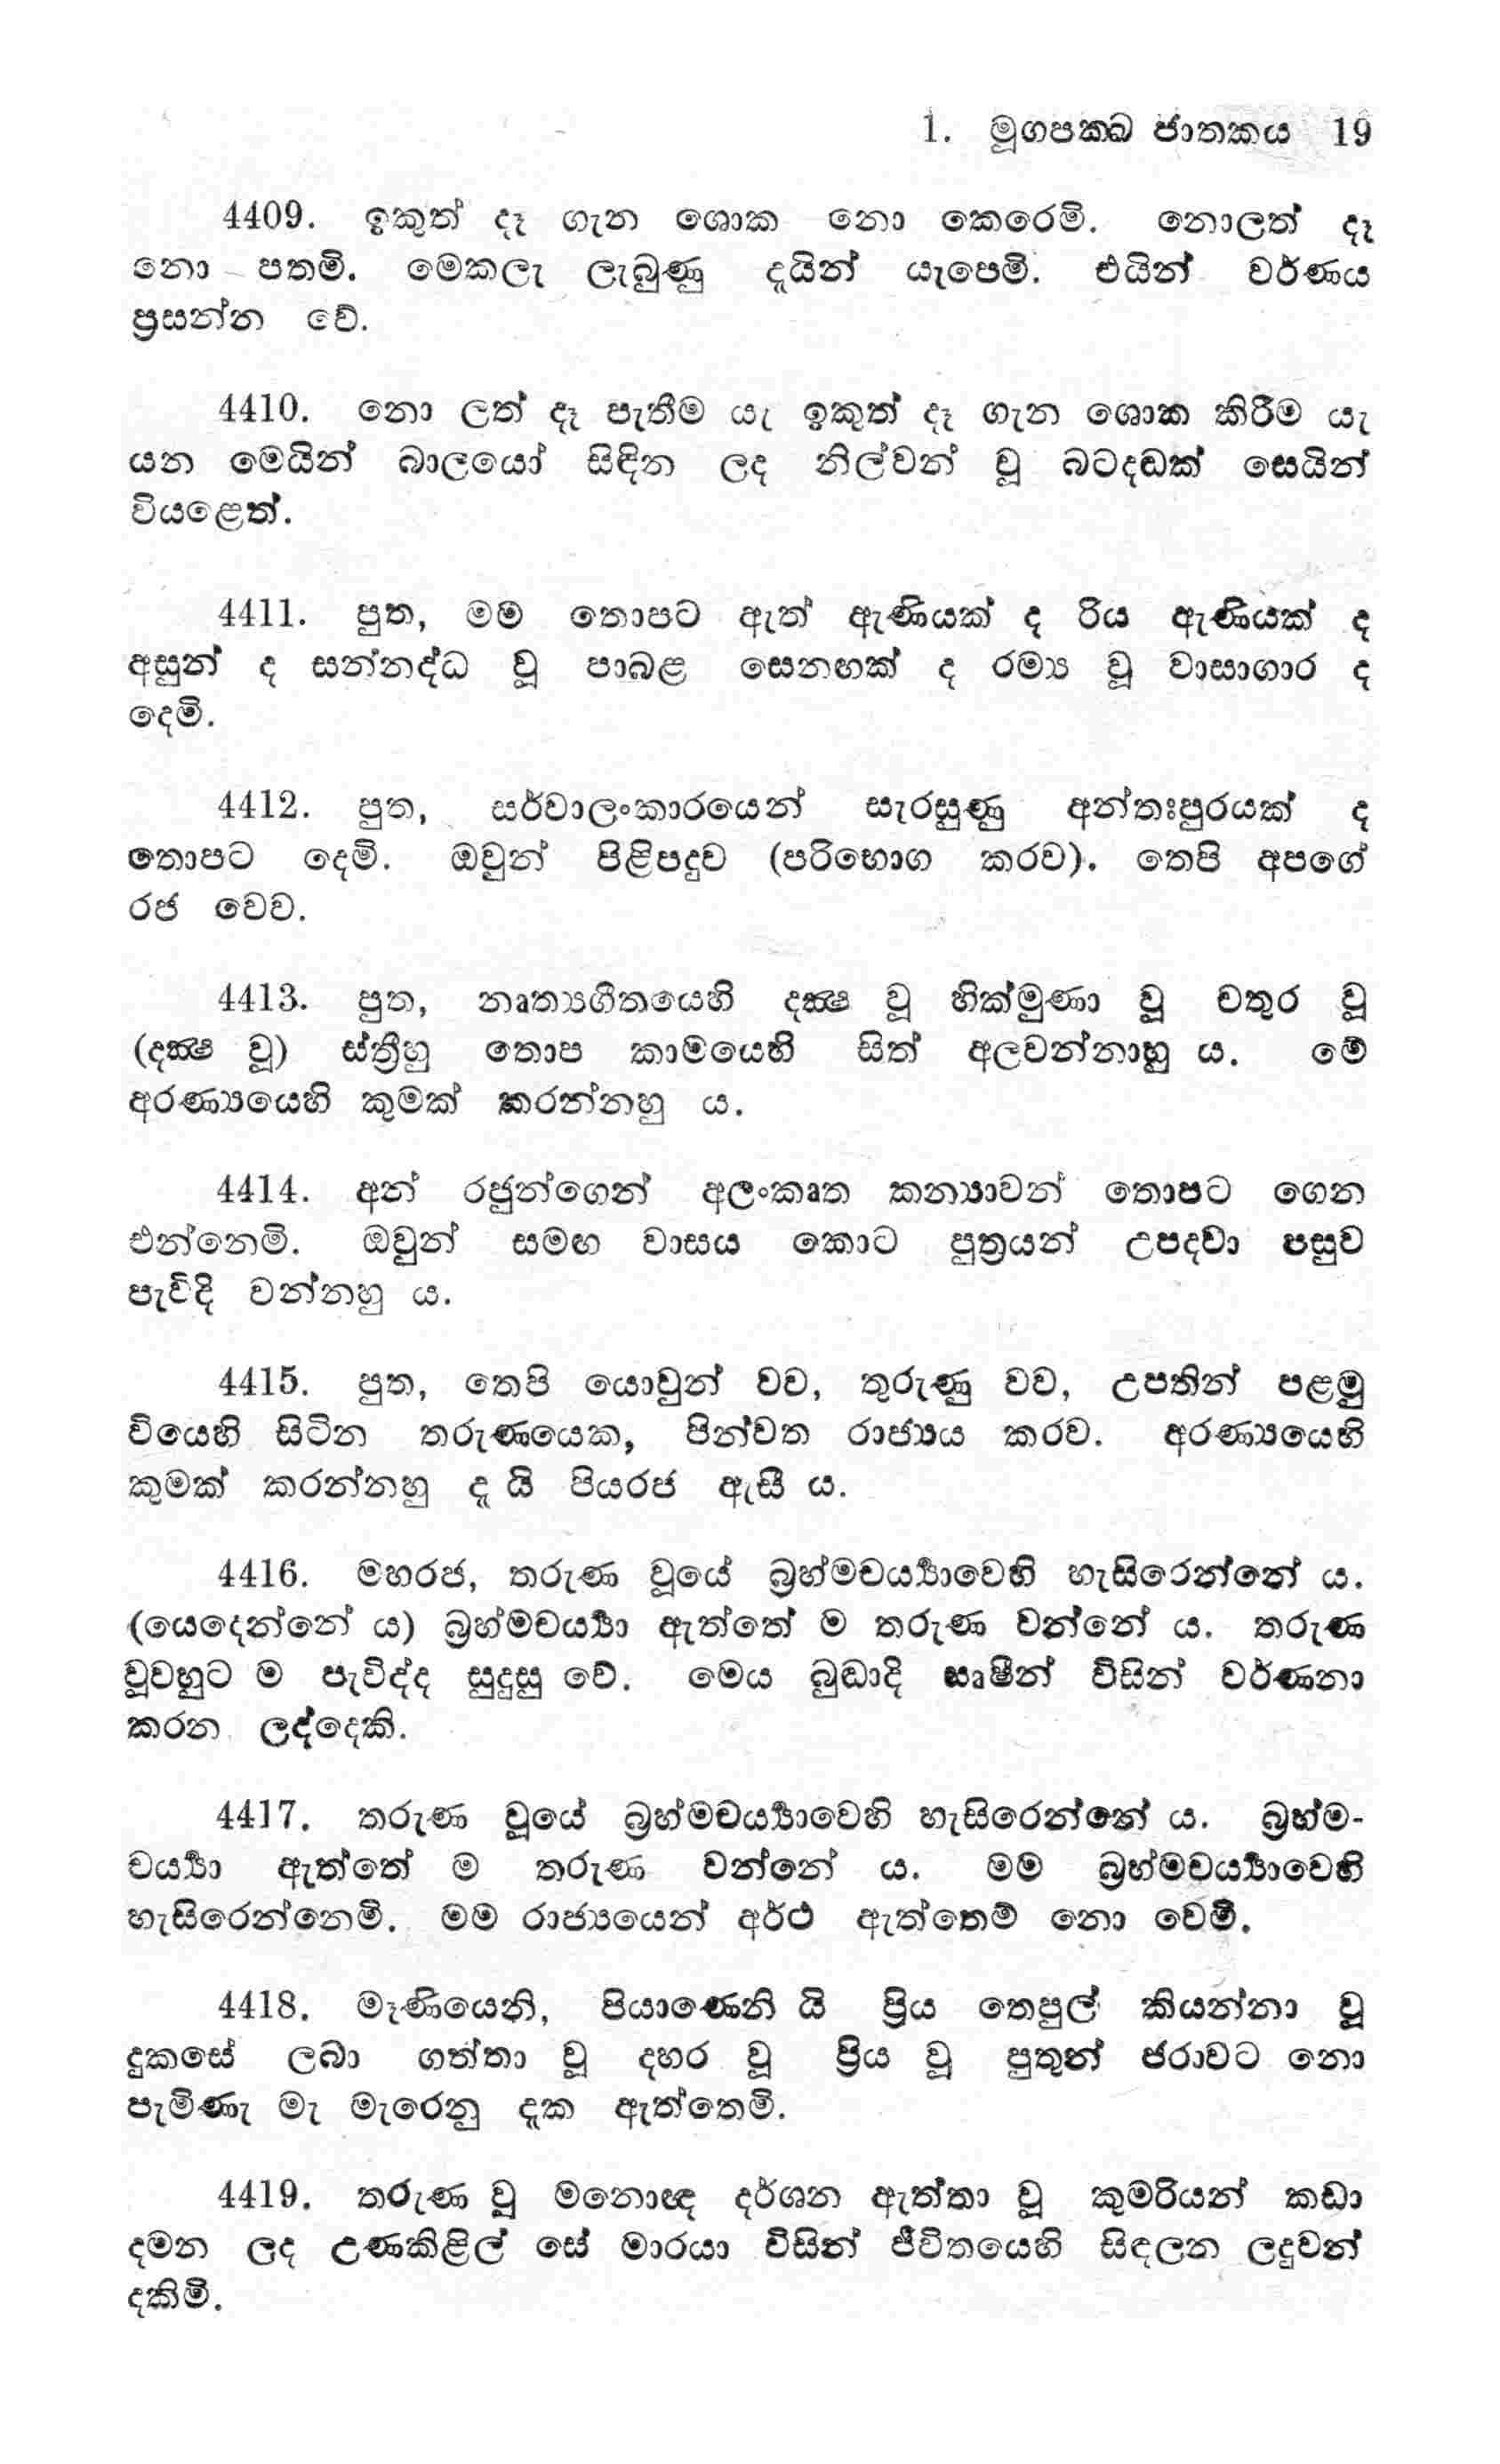 1. මූගපක්ඛ ජාතකය 19
4409. ඉකුත් දෑ ගැන ශොක නො කෙරෙමි. නොලත් දෑ
නො පතමි. මෙකලැ ලැබුණු දෑයින් යැපෙමි. එයින් වර්ණය
ප්‍රසන්න වේ.
4410. නො ලත් දෑ පැතීම යැ ඉකුත් දෑ ගැන ශොක කිරීම යැ
යන මෙයින් බාලයෝ සිඳින ලද නිල්වන් වූ බටදඬක් සෙයින්
වියළෙත්.
4411. පුත, මම තොපට ඇත් ඇණියක් ද රිය ඇණියක් ද
අසුන් ද සන්නද්ධ වූ පාබළ සෙනඟක් ද රම්‍ය වූ වාසාගාර ද
දෙමි.
4412. පුත, සර්වාලංකාරයෙන් සැරසුණු අන්තඃපුරයක් ද
තොපට දෙමි. ඔවුන් පිළිපදුව (පරිභොග කරව). තෙපි අපගේ
රජ වෙව.
4413. පුත, නෘත්‍යගීතයෙහි දක්‍ෂ වූ හික්මුණා වූ චතුර වූ
(දක්‍ෂ වූ) ස්ත්‍රීහු තොප කාමයෙහි සිත් අලවන්නාහු ය. මේ
අරණ්‍යයෙහි කුමක් කරන්නහු ය.
4414. අන් රජුන්ගෙන් අලංකෘත කන්‍යාවන් තොපට ගෙන
එන්නෙමි. ඔවුන් සමඟ වාසය කොට පුත්‍රයන් උපදවා පසුව
පැවිදි වන්නහු ය.
4415. පුත, තෙපි යොවුන් වව, තුරුණු වව, උපතින් පළමු
වියෙහි සිටින තරුණයෙක, පින්වත රාජ්‍යය කරව. අරණ්‍යයෙහි
කුමක් කරන්නහු ද යි පියරජ ඇසී ය.
4416. මහරජ, තරුණ වූයේ බ්‍රහ්මචර්‍ය්‍යාවෙහි හැසිරෙන්නේ ය.
(යෙදෙන්නේ ය) බ්‍රහ්මචර්‍ය්‍යා ඇත්තේ ම තරුණ වන්නේ ය. තරුණ
වූවහුට ම පැවිද්ද සුදුසු වේ. මෙය බුද්‍ධාදි සෘෂීන් විසින් වර්ණනා
කරන ලද්දෙකි.
4417. තරුණ වූයේ බ්‍රහ්මචර්‍ය්‍යාවෙහි හැසිරෙන්නේ ය. බ්‍රහ්ම-
චර්‍ය්‍යා ඇත්තේ ම තරුණ වන්නේ ය. මම බ්‍රහ්මචර්‍ය්‍යාවෙහි
හැසිරෙන්නෙමි. මම රාජ්‍යයෙන් අර්ථ ඇත්තෙම් නො වෙමි.
4418. මෑණියෙනි, පියාණෙනි යි ප්‍රිය තෙපුල් කියන්නා වූ
දුකසේ ලබා ගත්තා වූ දහර වූ ප්‍රිය වූ පුතුන් ජරාවට නො
පැමිණැ මැ මැරෙනු දැක ඇත්තෙමි.
4419. තරුණ වූ මනොඥ දර්ශන ඇත්තා වූ කුමරියන් කඩා
දමන ලද උණකිළිල් සේ මාරයා විසින් ජීවිතයෙහි සිඳලන ලදුවන්
දකිමි.